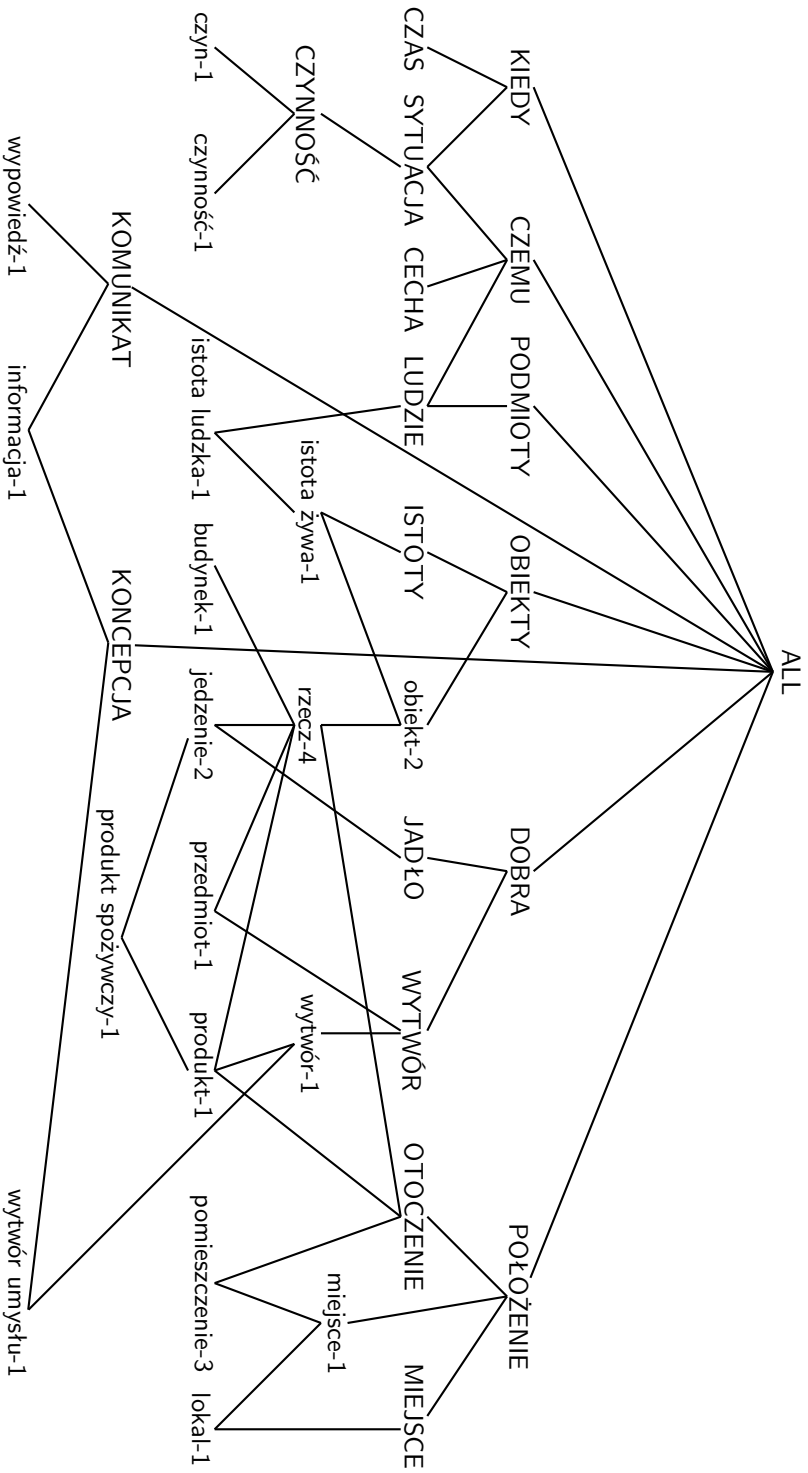 ALL
KIEDY
CZEMU
PODMIOTY
OBIEKTY
DOBRA
POŁOŻENIE
CZAS
SYTUACJA
CECHA
LUDZIE
ISTOTY
obiekt-2
JADŁO
WYTWÓR
OTOCZENIE
MIEJSCE
miejsce-1
CZYNNOŚĆ
istota żywa-1
rzecz-4
wytwór-1
czyn-1
czynność-1
istota ludzka-1
budynek-1
jedzenie-2
przedmiot-1
produkt-1
pomieszczenie-3
lokal-1
KOMUNIKAT
KONCEPCJA
produkt spożywczy-1
wypowiedź-1
informacja-1
wytwór umysłu-1